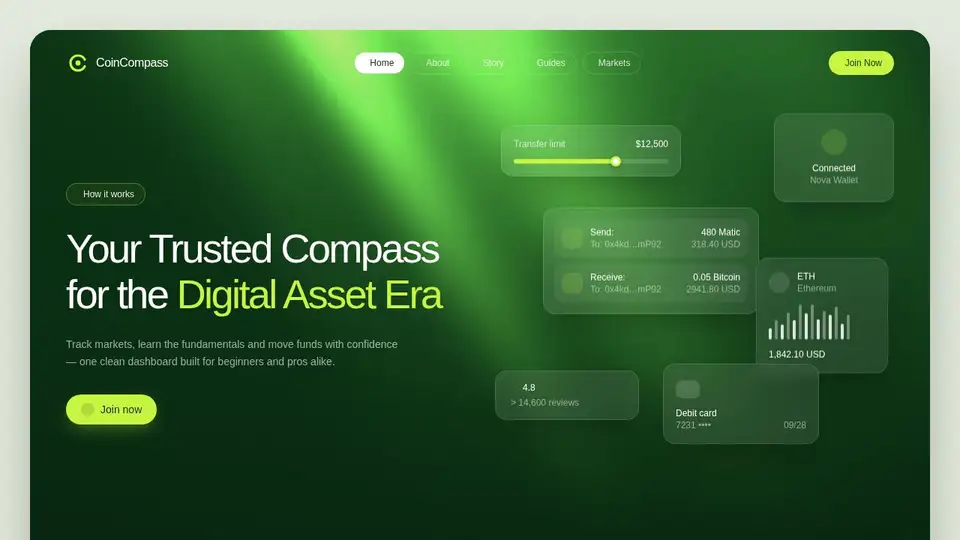 CoinCompass
Home
About
Story
Guides
Markets
Join Now
Transfer limit
$12,500
Connected
Nova Wallet
How it works
Your Trusted Compass
for the Digital Asset Era
Track markets, learn the fundamentals and move funds with confidence
— one clean dashboard built for beginners and pros alike.
Join now
Send:
480 Matic
To: 0x4kd…mP92
318.40 USD
Receive:
0.05 Bitcoin
To: 0x4kd…mP92
2941.80 USD
ETH
Ethereum
1,842.10 USD
4.8
> 14,600 reviews
Debit card
7231 ••••
09/28